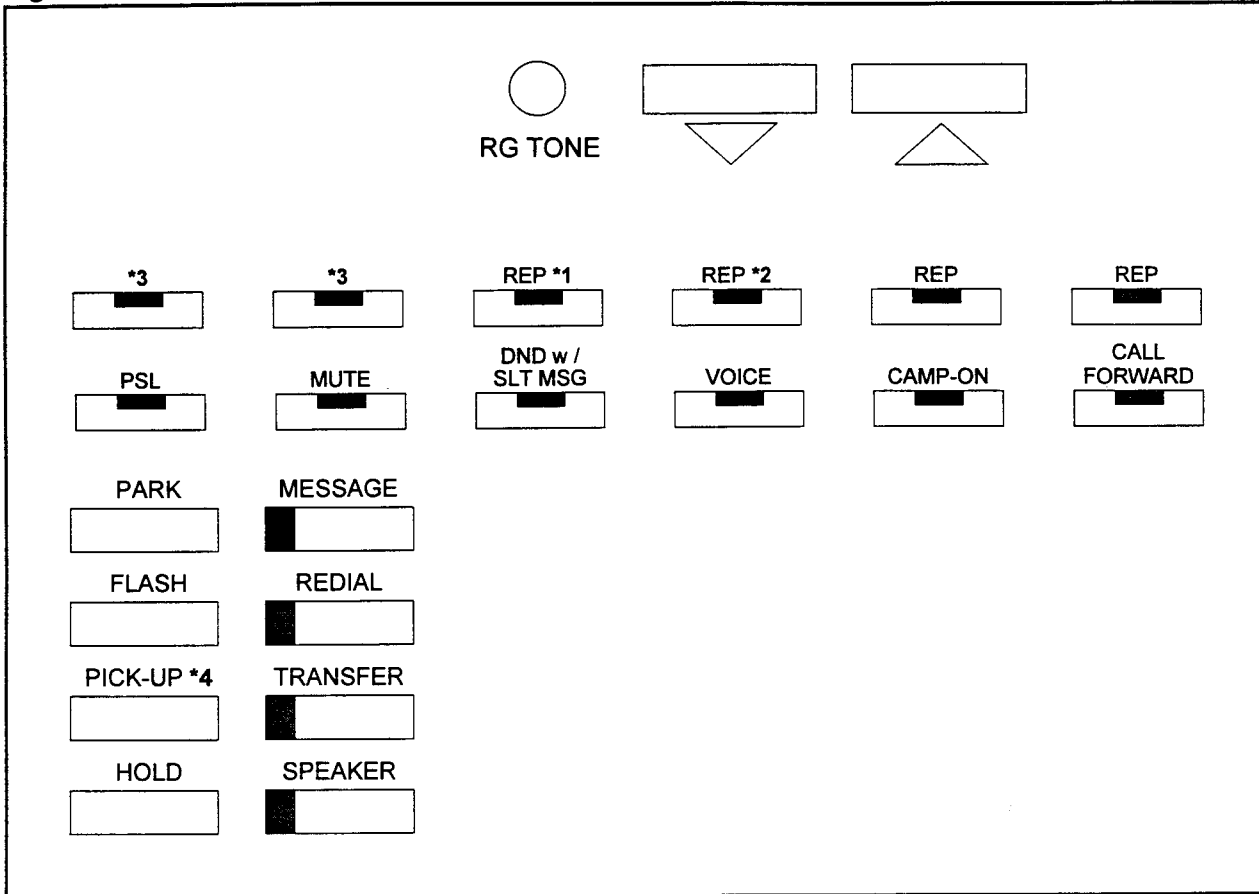 RG TONE
*3 *3 REP *1 REP *2 REP REP
PSL MUTE DND w / SLT MSG VOICE CAMP-ON CALL FORWARD
PARK MESSAGE
FLASH REDIAL
PICK-UP *4 TRANSFER
HOLD SPEAKER